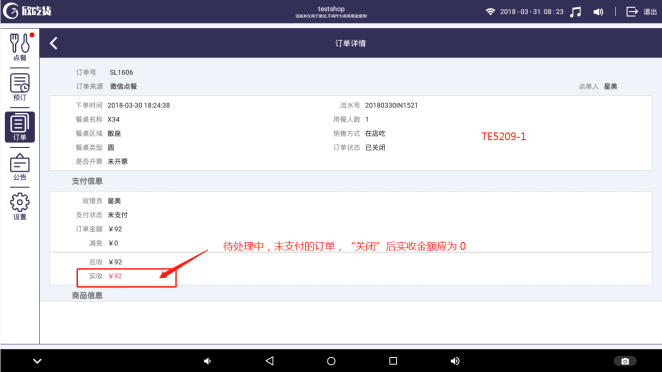 欣吃货
testshop
2018-03-31 08:23
退出
点餐
预订
订单
公告
设置
订单详情
订单号 SL1606
订单来源 微信点餐
点单人 星美
下单时间 2018-03-30 18:24:38
流水号 20180330IN1521
餐桌名称 X34
用餐人数 1
餐桌区域 散座
销售方式 在店吃
TE5209-1
餐桌类型 圆
订单状态 已关闭
是否开票 未开票
支付信息
收银员 星美
支付状态 未支付
订单金额 ￥92
减免 ￥0
待处理中，未支付的订单，“关闭”后实收金额应为 0
应收 ￥92
实收 ￥92
商品信息